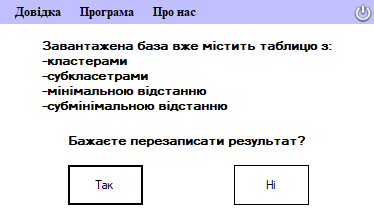 Довідка Програма Про нас
Завантажена база вже містить таблицю з:
-кластерами
-субкласетрами
-мінімальною відстанню
-субмінімальною відстанню
Бажаєте перезаписати результат?
Так Ні